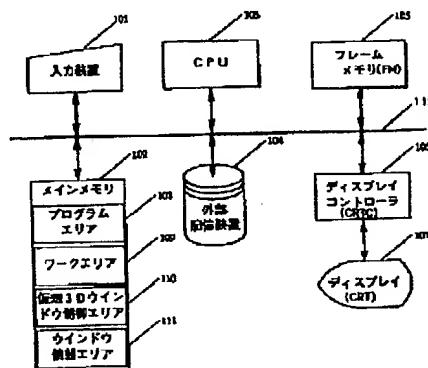 101
入力装置
CPU
フレーム
メモリ(FM)
102
メインメモリ
プログラム
エリア
ワークエリア
仮想3Dウイン
ドウ制御エリア
110
ウインドウ
情報エリア
111
104
外部
記憶装置
ディスプレイ
コントローラ
(CRTC)
ディスプレイ
(CRT)